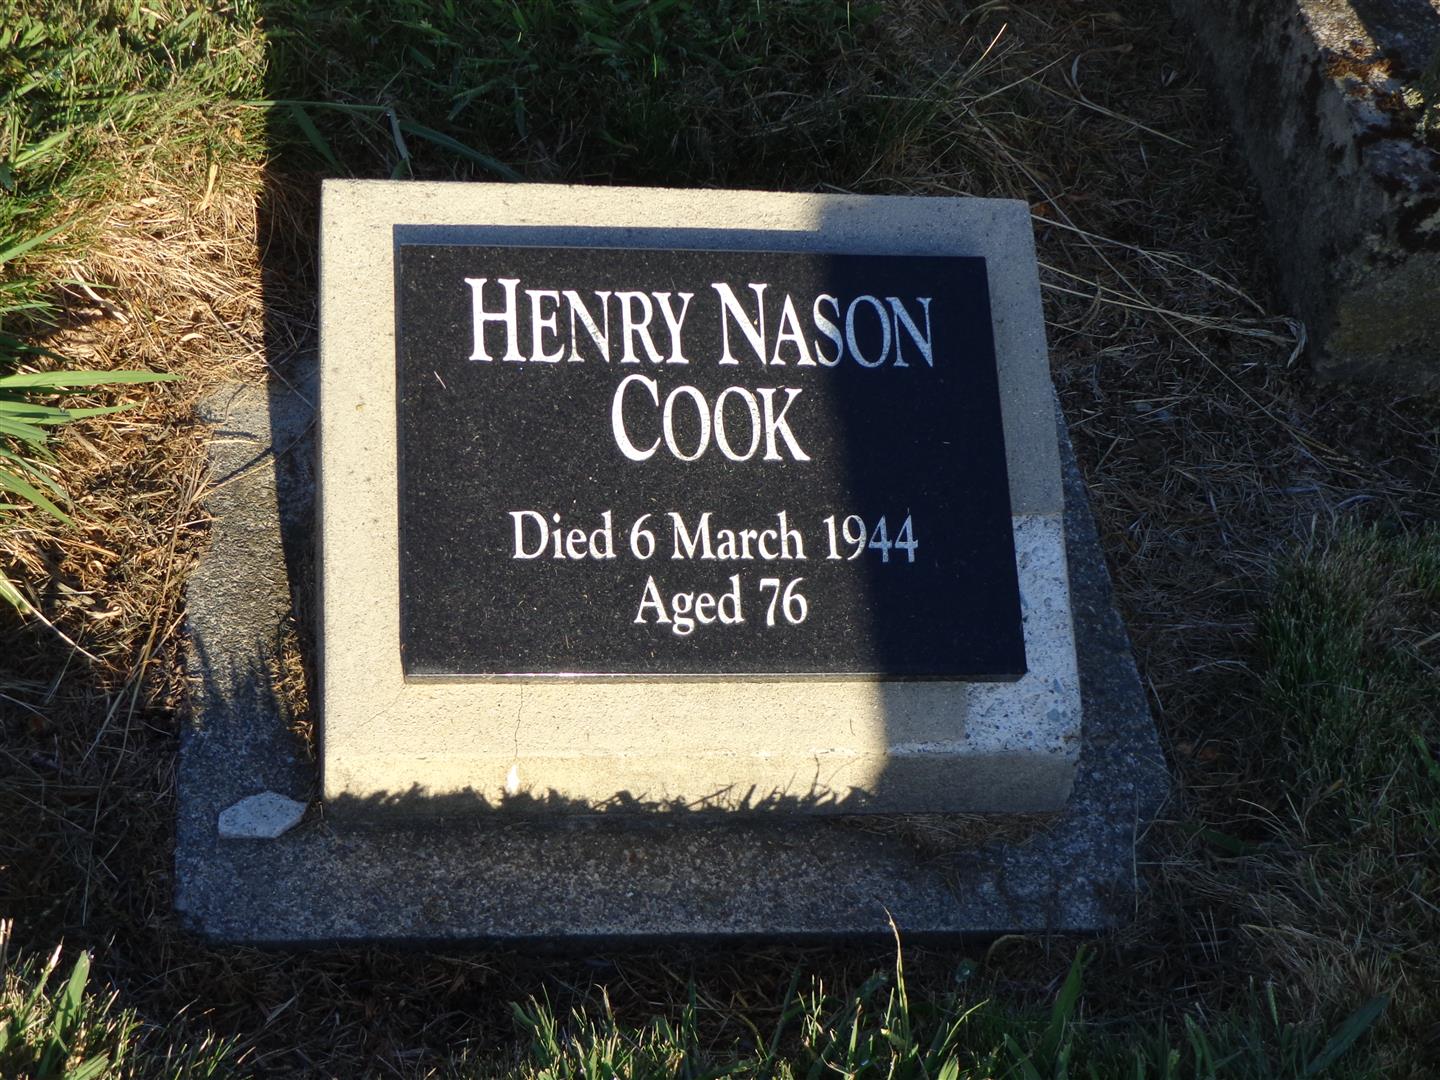 HENRY NASON
COOK
Died 6 March 1944
Aged 76